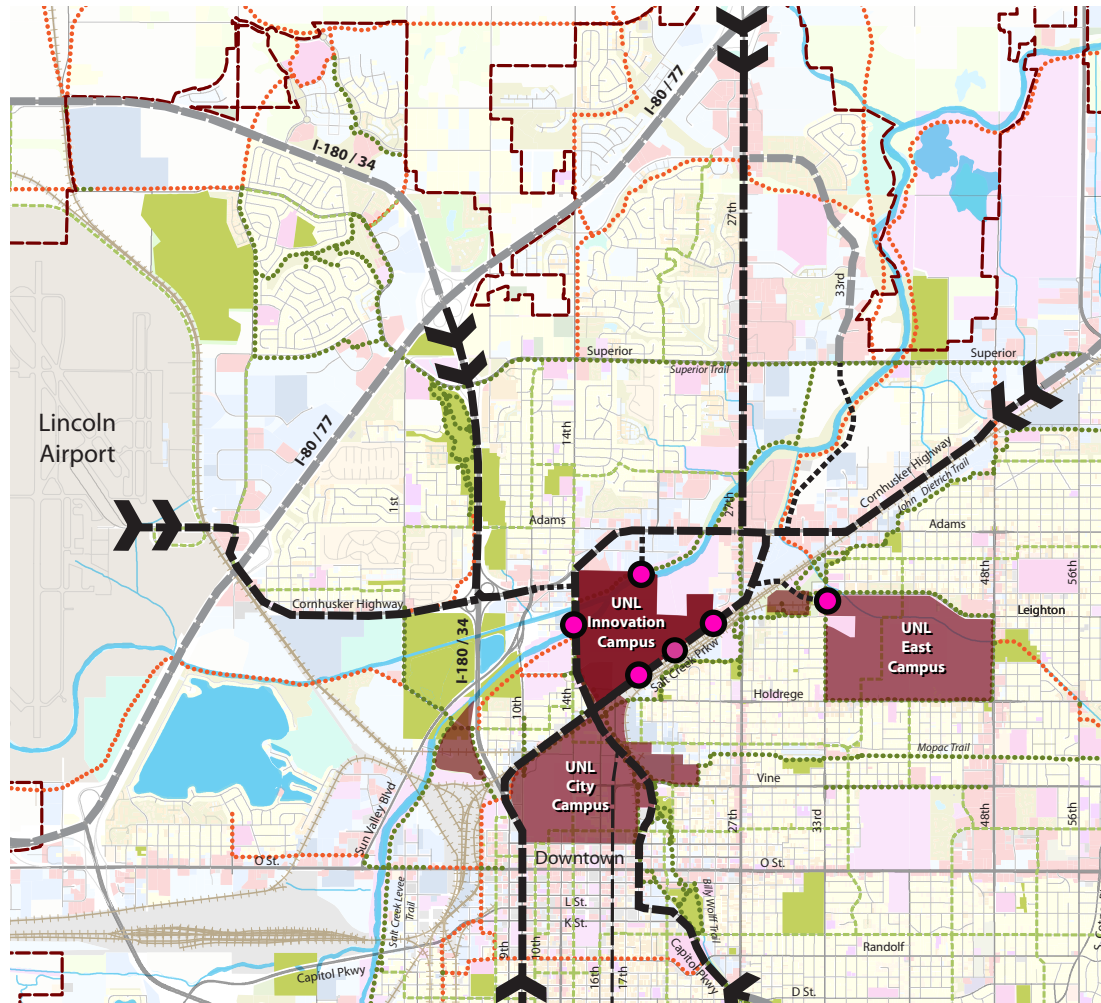 I-80 / 77
I-180 / 34
27th
33rd
Superior
Superior
Superior Trail
Lincoln
Airport
I-80 / 77
14th
Cornhusker Highway
John Dietrich Trail
1st
27th
Adams
Adams
48th
56th
Cornhusker Highway
UNL
Innovation
Campus
Leighton
UNL
East
Campus
I-180 / 34
Salt Creek Prkw
Holdrege
10th
14th
Mopac Trail
UNL
City
Campus
Vine
Sun Valley Blvd
27th
33rd
48th
56th
O St.
Downtown
O St.
Salt Creek Levee
Trail
L St.
K St.
Billy Wolff Trail
9th
10th
Randolf
Capitol Pkwy
16th
17th
Capitol Pkwy
D St.